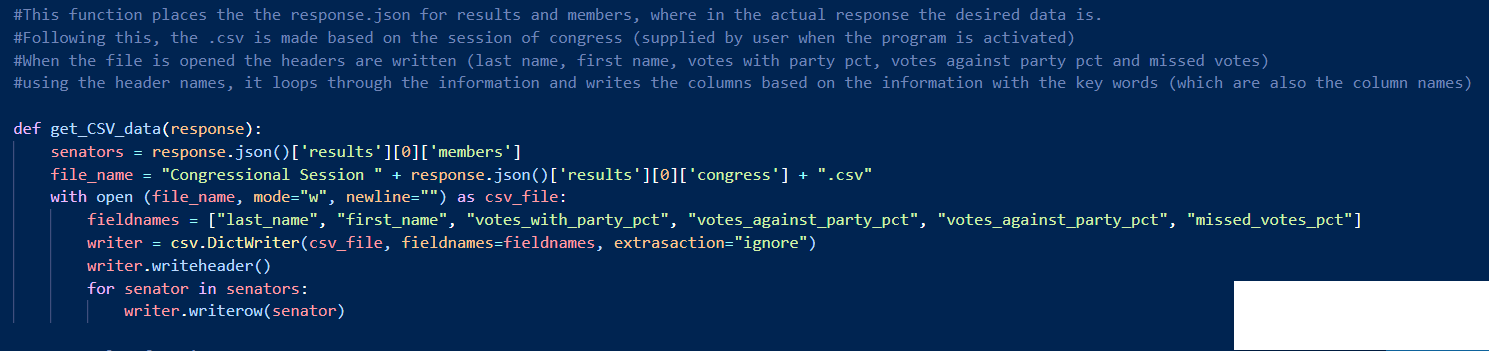 #This function places the the response.json for results and members, where in the actual response the desired data is.
#Following this, the .csv is made based on the session of congress (supplied by user when the program is activated)
#When the file is opened the headers are written (last name, first name, votes with party pct, votes against party pct and missed votes)
#using the header names, it loops through the information and writes the columns based on the information with the key words (which are also the column names)
def get_CSV_data(response):
    senators = response.json()['results'][0]['members']
    file_name = "Congressional Session " + response.json()['results'][0]['congress'] + ".csv"
    with open (file_name, mode="w", newline="") as csv_file:
        fieldnames = ["last_name", "first_name", "votes_with_party_pct", "votes_against_party_pct", "votes_against_party_pct", "missed_votes_pct"]
        writer = csv.DictWriter(csv_file, fieldnames=fieldnames, extrasaction="ignore")
        writer.writeheader()
        for senator in senators:
            writer.writerow(senator)